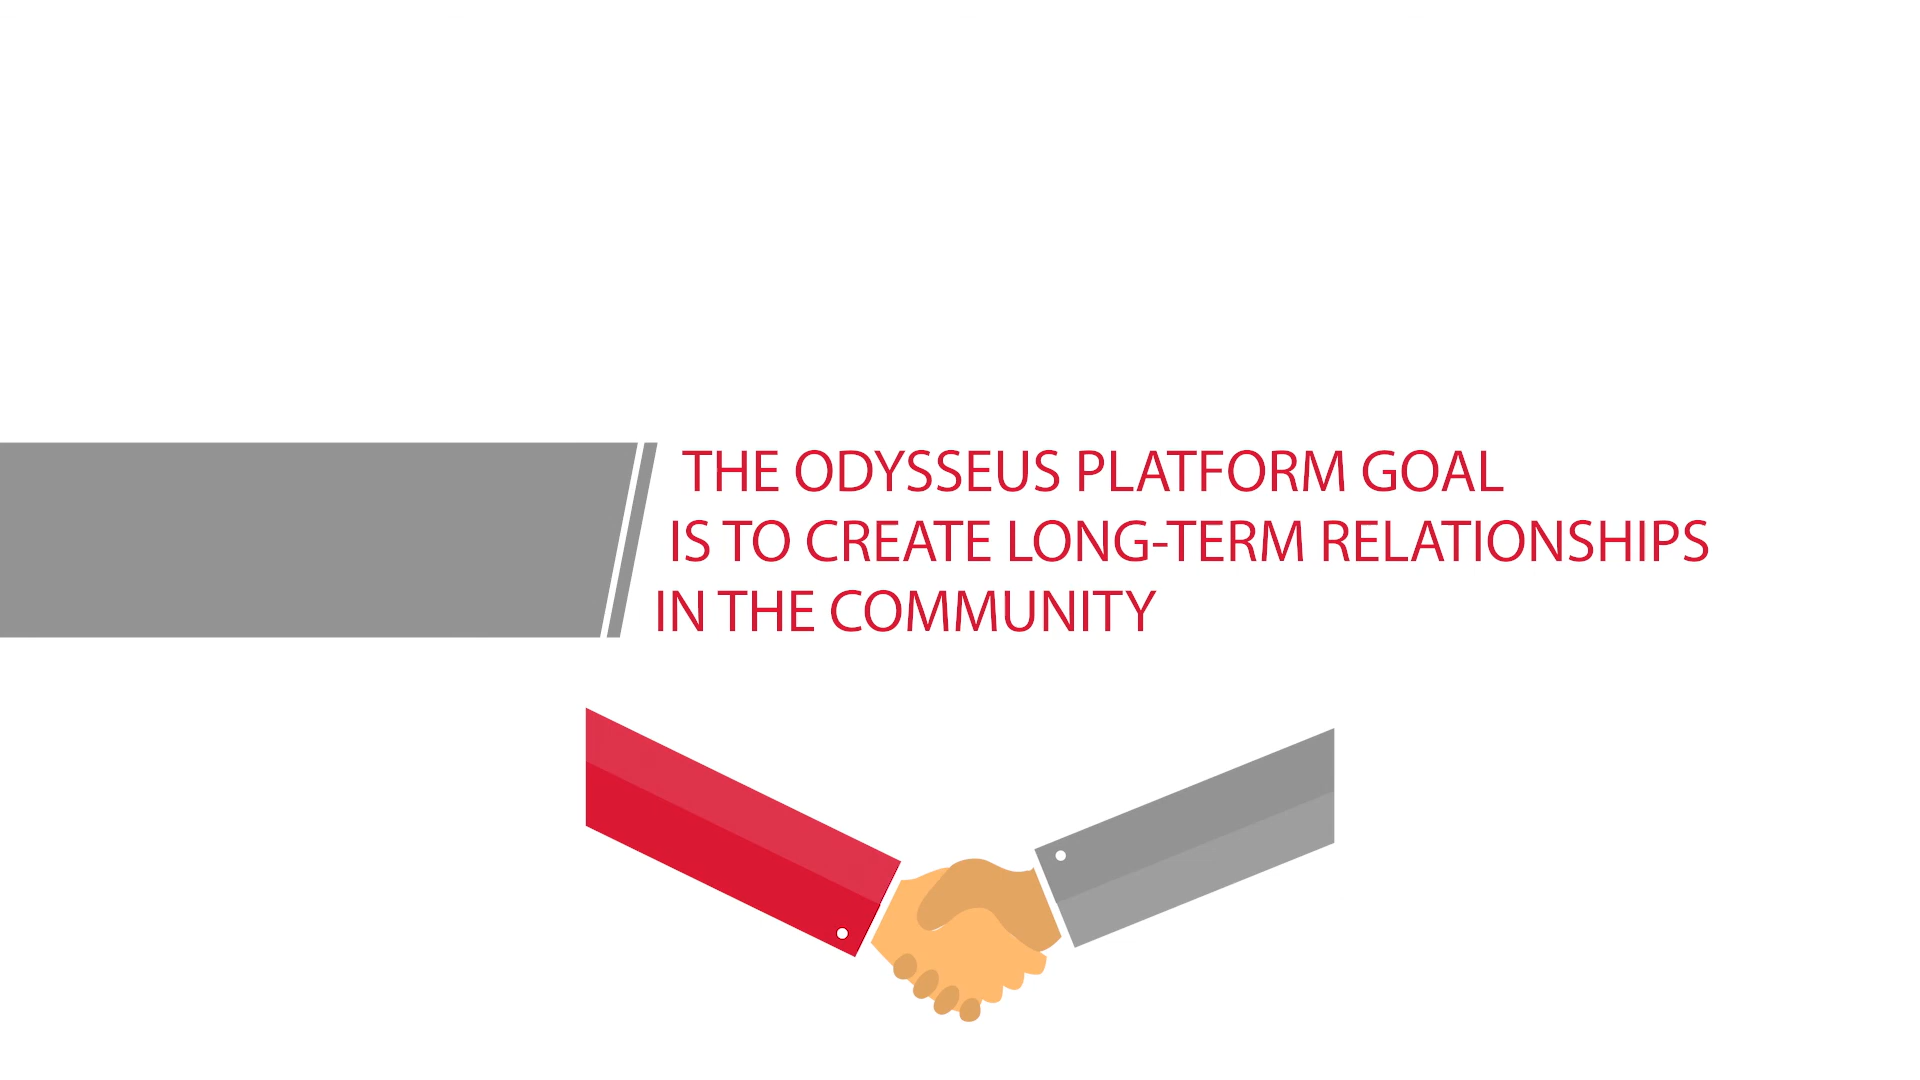 THE ODYSSEUS PLATFORM GOAL
IS TO CREATE LONG-TERM RELATIONSHIPS
IN THE COMMUNITY